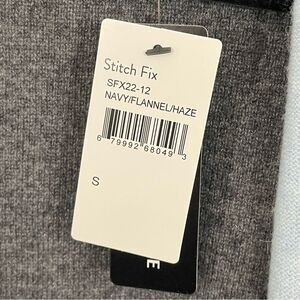 Stitch Fix
SFX22-12
NAVY/FLANNEL/HAZE
6 79992 68049 3
S
E